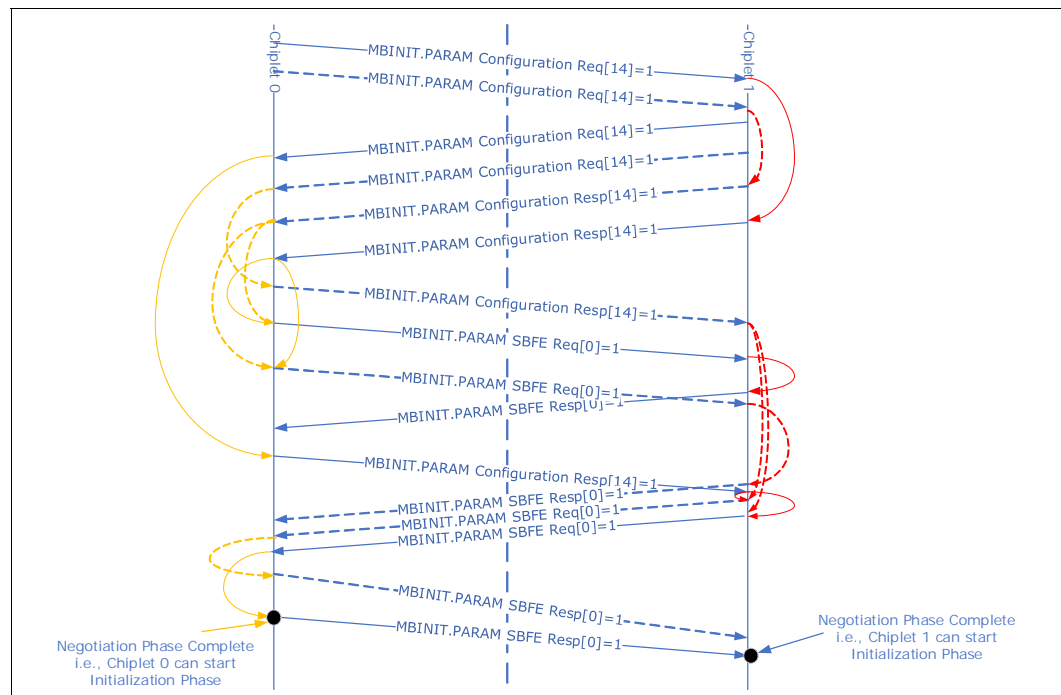 -Chiplet 0
-Chiplet 1
MBINIT.PARAM Configuration Req[14]=1
MBINIT.PARAM Configuration Req[14]=1
MBINIT.PARAM Configuration Req[14]=1
MBINIT.PARAM Configuration Req[14]=1
MBINIT.PARAM Configuration Resp[14]=1
MBINIT.PARAM Configuration Resp[14]=1
MBINIT.PARAM Configuration Resp[14]=1
MBINIT.PARAM SBFE Req[0]=1
MBINIT.PARAM SBFE Req[0]=1
MBINIT.PARAM SBFE Resp[0]=1
MBINIT.PARAM Configuration Resp[14]=1
MBINIT.PARAM SBFE Resp[0]=1
MBINIT.PARAM SBFE Req[0]=1
MBINIT.PARAM SBFE Req[0]=1
MBINIT.PARAM SBFE Resp[0]=1
MBINIT.PARAM SBFE Resp[0]=1
Negotiation Phase Complete
i.e., Chiplet 0 can start
Initialization Phase
Negotiation Phase Complete
i.e., Chiplet 1 can start
Initialization Phase